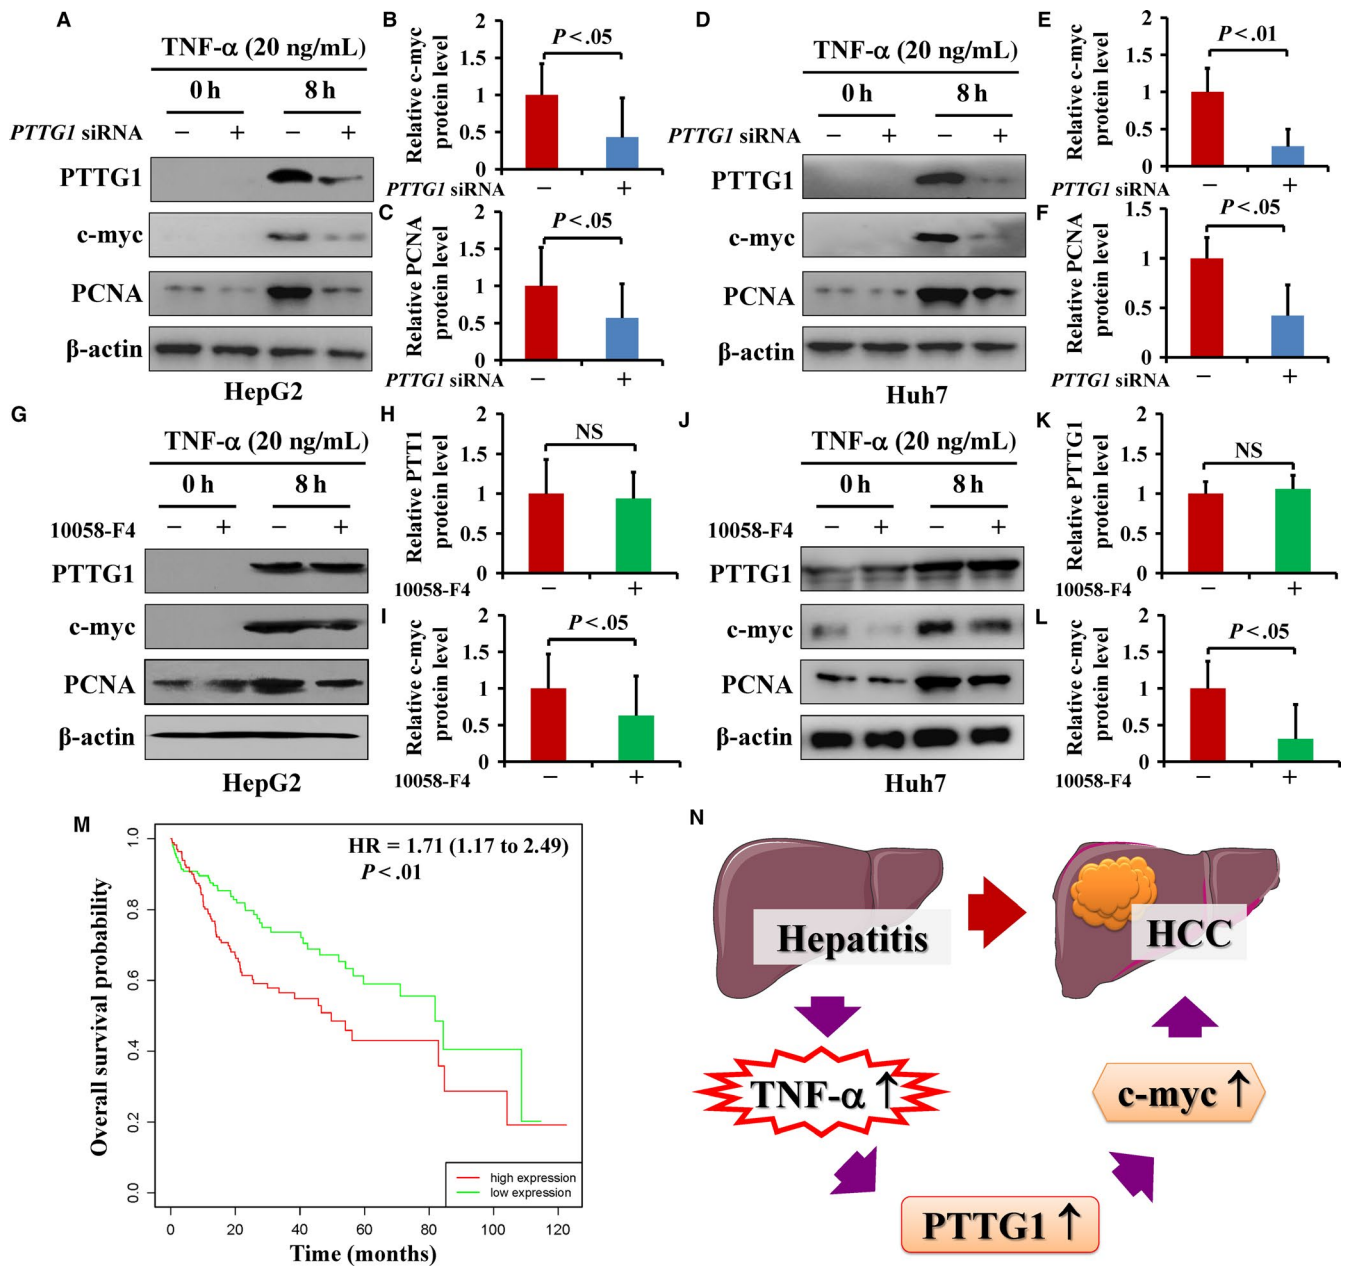 A
TNF-α (20 ng/mL)
0 h 8 h
PTTG1 siRNA − + − +
PTTG1
c-myc
PCNA
β-actin
HepG2
B
Relative c-myc
protein level
2
1.5
1
0.5
0
P < .05
PTTG1 siRNA − +
C
Relative PCNA
protein level
2
1.5
1
0.5
0
P < .05
PTTG1 siRNA − +
D
TNF-α (20 ng/mL)
0 h 8 h
PTTG1 siRNA − + − +
PTTG1
c-myc
PCNA
β-actin
Huh7
E
Relative c-myc
protein level
2
1.5
1
0.5
0
P < .01
PTTG1 siRNA − +
F
Relative PCNA
protein level
1.5
1
0.5
0
P < .05
PTTG1 siRNA − +
G
TNF-α (20 ng/mL)
0 h 8 h
10058-F4 − + − +
PTTG1
c-myc
PCNA
β-actin
HepG2
H
Relative PTT1
protein level
2
1.5
1
0.5
0
NS
10058-F4 − +
I
Relative c-myc
protein level
2
1.5
1
0.5
0
P < .05
10058-F4 − +
J
TNF-α (20 ng/mL)
0 h 8 h
10058-F4 − + − +
PTTG1
c-myc
PCNA
β-actin
Huh7
K
Relative PTTG1
protein level
2
1.5
1
0.5
0
NS
10058-F4 − +
L
Relative c-myc
protein level
2
1.5
1
0.5
0
P < .05
10058-F4 − +
M
Overall survival probability
1.0
0.8
0.6
0.4
0.2
0.0
HR = 1.71 (1.17 to 2.49)
P < .01
high expression
low expression
0 20 40 60 80 100 120
Time (months)
N
Hepatitis
HCC
TNF-α ↑
c-myc ↑
PTTG1 ↑